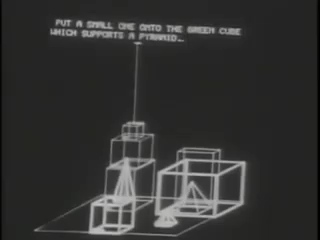 PUT A SMALL ONE ONTO THE GREEN CUBE
WHICH SUPPORTS A PYRAMID...